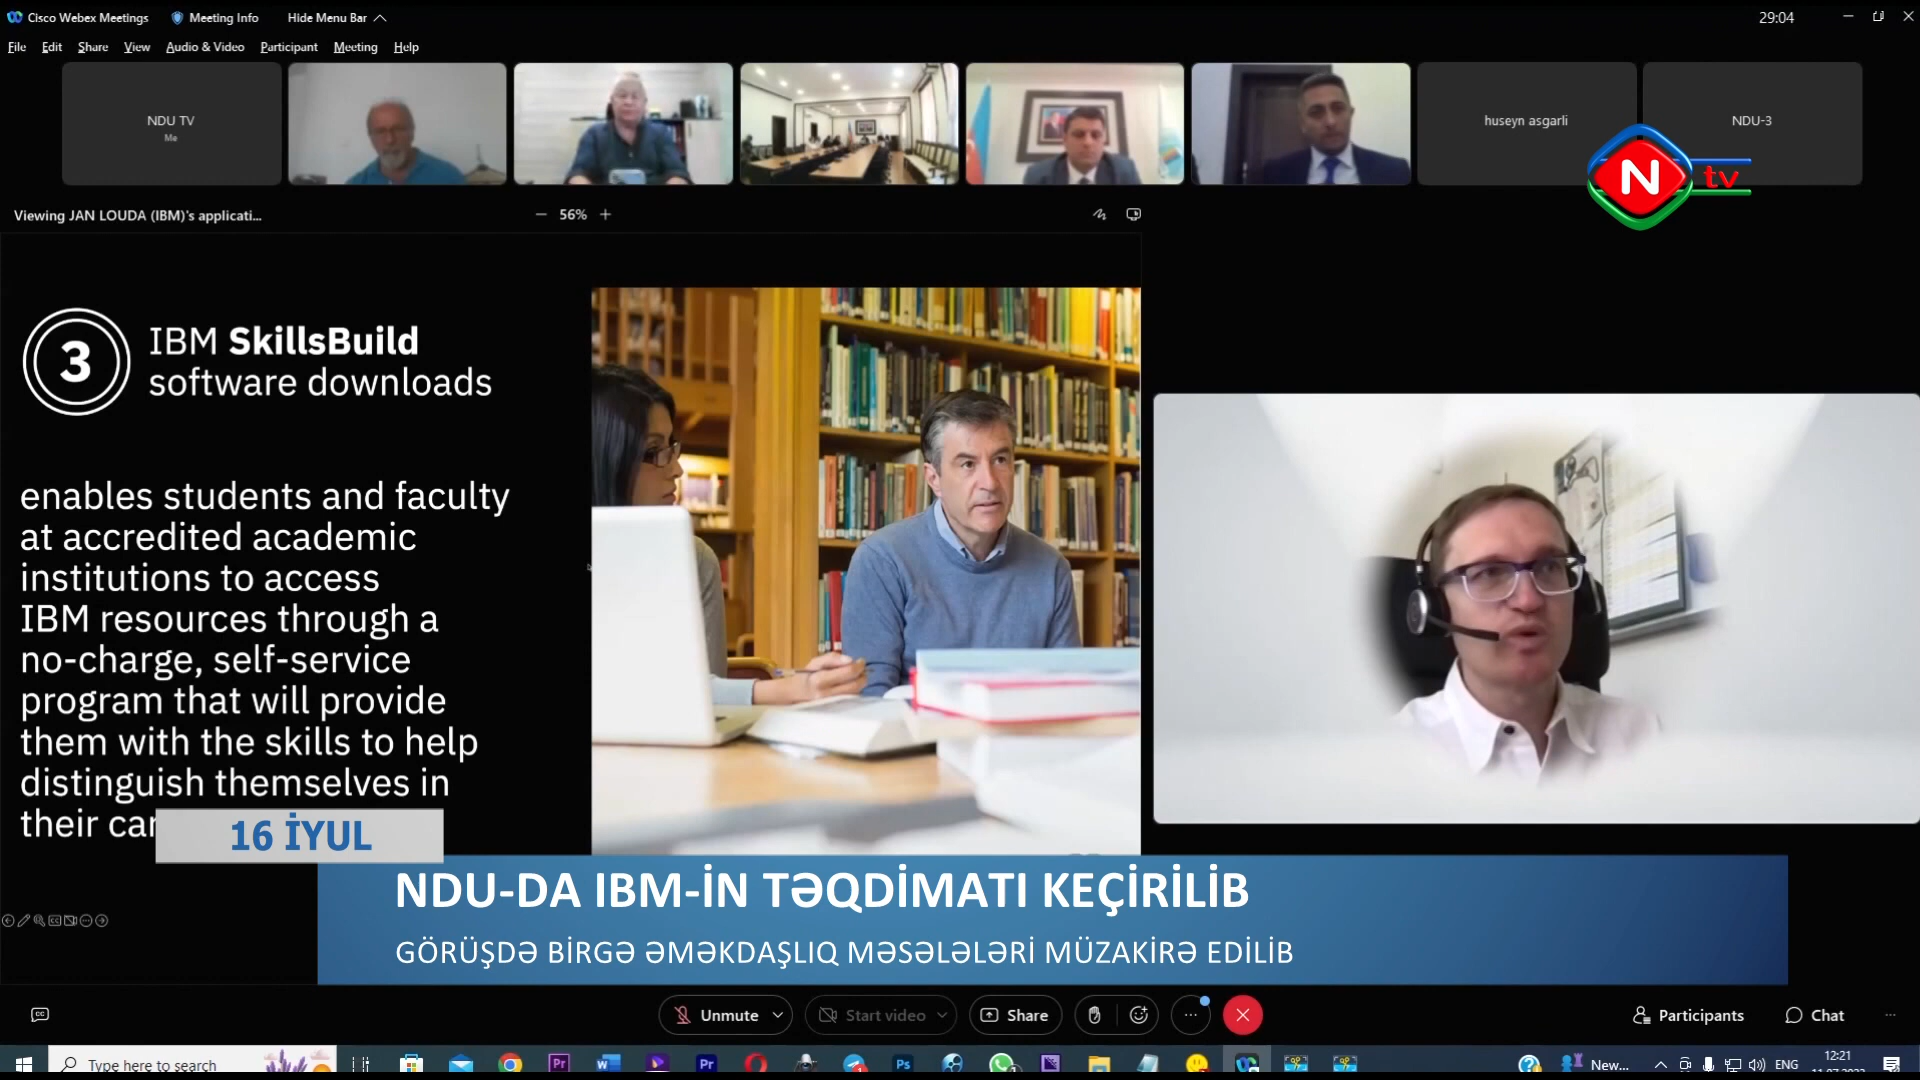 Cisco Webex Meetings
Meeting Info
Hide Menu Bar
29:04
File Edit Share View Audio & Video Participant Meeting Help
NDU TV
Me
huseyn asgarli
NDU-3
N tv
Viewing JAN LOUDA (IBM)'s applicati...
56%
3
IBM SkillsBuild
software downloads
enables students and faculty
at accredited academic
institutions to access
IBM resources through a
no-charge, self-service
program that will provide
them with the skills to help
distinguish themselves in
their
16 İYUL
NDU-DA IBM-İN TƏQDİMATI KEÇİRİLİB
GÖRÜŞDƏ BİRGƏ ƏMƏKDAŞLIQ MƏSƏLƏLƏRİ MÜZAKİRƏ EDİLİB
Unmute
Start video
Share
Participants
Chat
Type here to search
New...
ENG
12:21